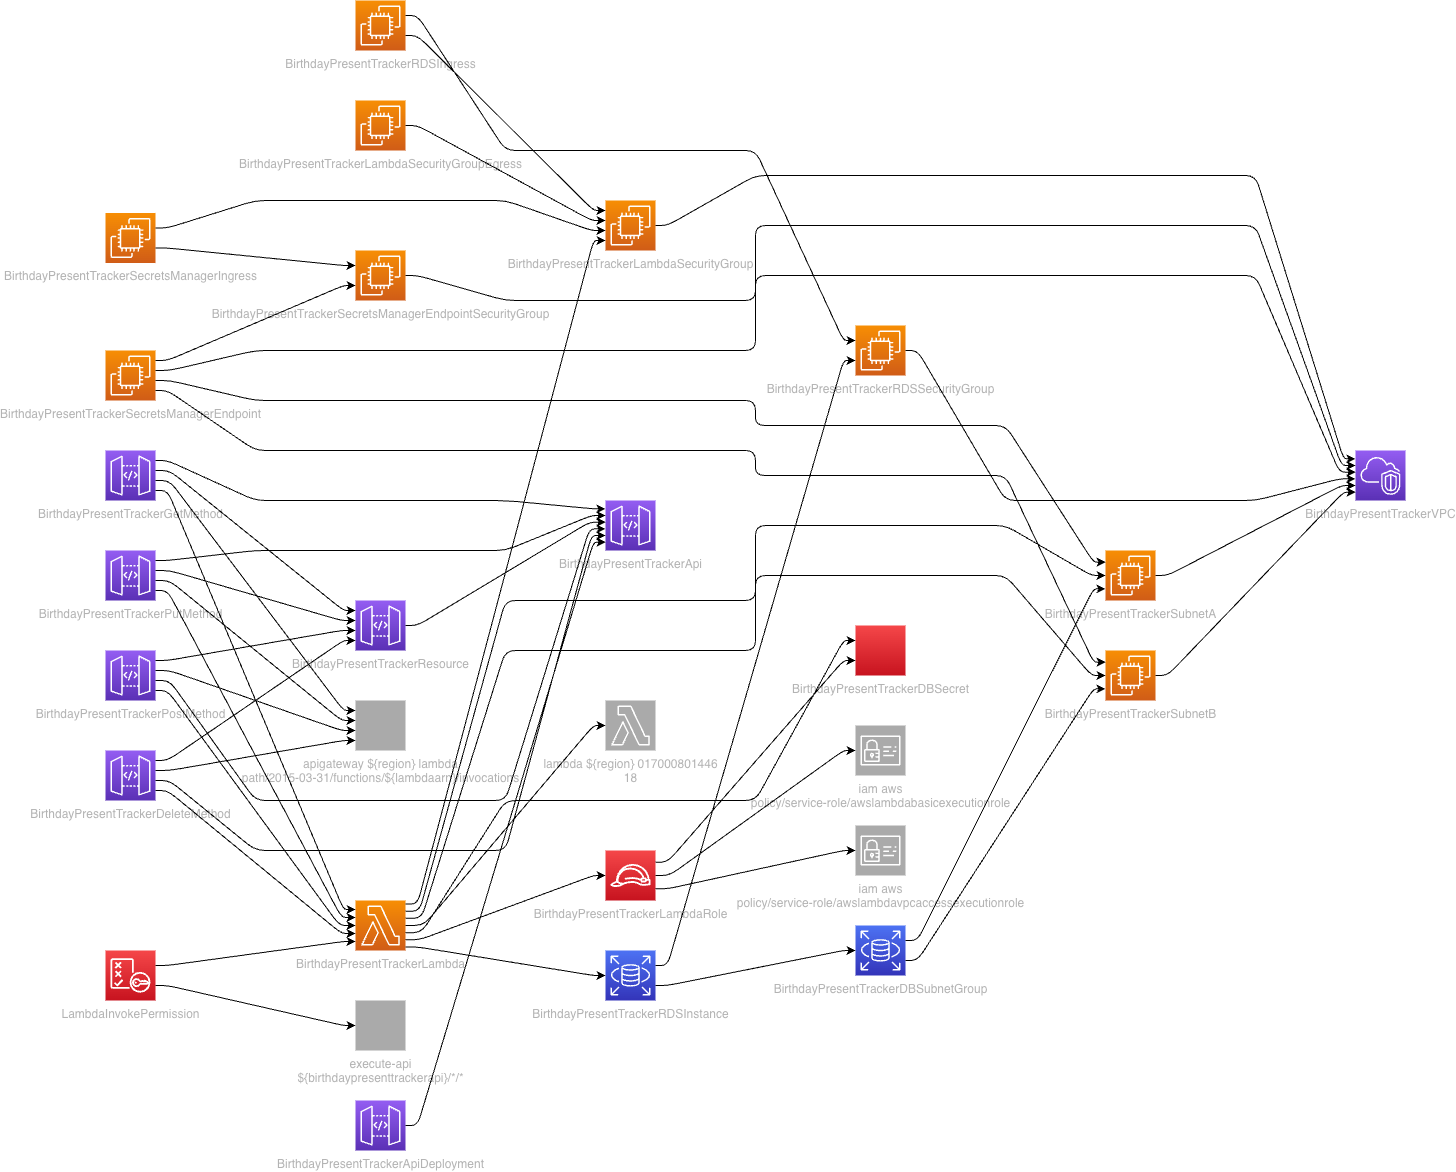 BirthdayPresentTrackerRDSIngress
BirthdayPresentTrackerLambdaSecurityGroupEgress
BirthdayPresentTrackerLambdaSecurityGroup
BirthdayPresentTrackerSecretsManagerIngress
BirthdayPresentTrackerSecretsManagerEndpointSecurityGroup
BirthdayPresentTrackerRDSSecurityGroup
BirthdayPresentTrackerSecretsManagerEndpoint
BirthdayPresentTrackerGetMethod
BirthdayPresentTrackerVPC
BirthdayPresentTrackerApi
BirthdayPresentTrackerPutMethod
BirthdayPresentTrackerSubnetA
BirthdayPresentTrackerResource
BirthdayPresentTrackerDBSecret
BirthdayPresentTrackerPostMethod
BirthdayPresentTrackerSubnetB
apigateway ${region} lambda
path/2015-03-31/functions/${lambdaarn}/invocations
lambda ${region} 017000801446
18
iam aws
policy/service-role/awslambdabasicexecutionrole
BirthdayPresentTrackerDeleteMethod
iam aws
policy/service-role/awslambdavpcaccessexecutionrole
BirthdayPresentTrackerLambdaRole
BirthdayPresentTrackerLambda
BirthdayPresentTrackerDBSubnetGroup
LambdaInvokePermission
BirthdayPresentTrackerRDSInstance
execute-api
${birthdaypresenttrackerapi}/*/*
BirthdayPresentTrackerApiDeployment